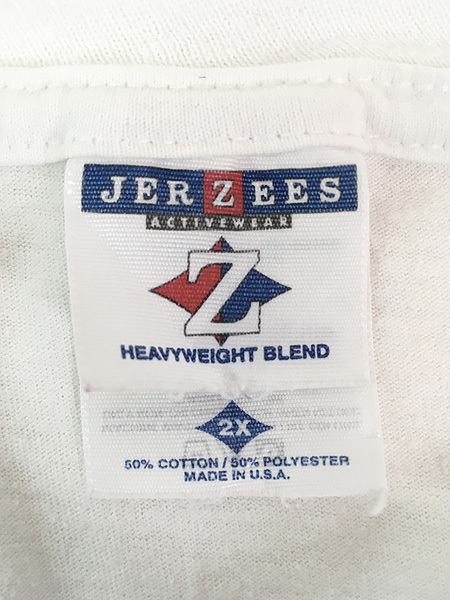 JERZEES
ACTIVEWEAR
Z
HEAVYWEIGHT BLEND
2X
50% COTTON / 50% POLYESTER
MADE IN U.S.A.